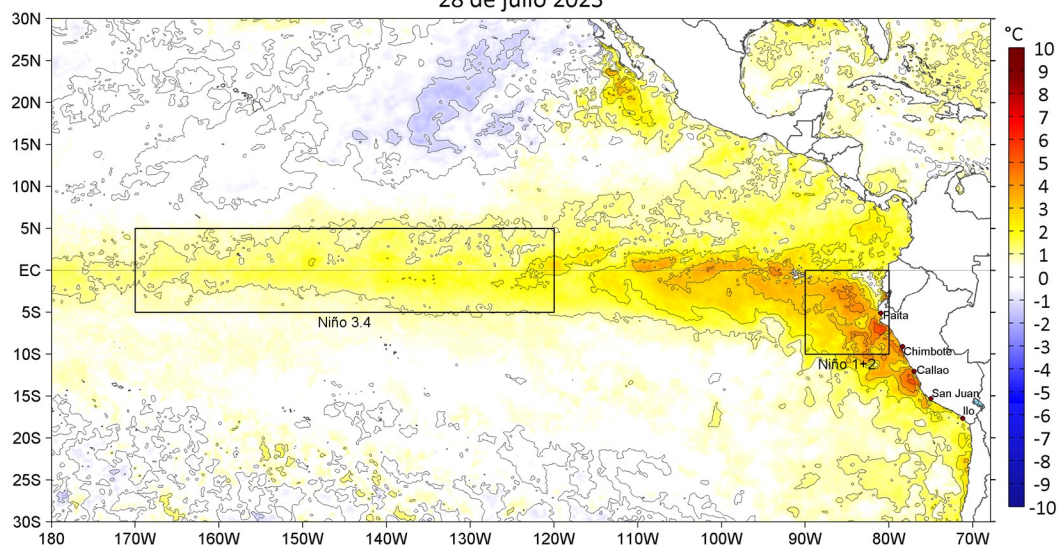 28 de julio 2023
°C
30N
25N
20N
15N
10N
5N
EC
5S
10S
15S
20S
25S
30S
180
170W
160W
150W
140W
130W
120W
110W
100W
90W
80W
70W
Niño 3.4
Niño 1+2
Paita
Chimbote
Callao
San Juan
Ilo
10
9
8
7
6
5
4
3
2
1
0
-1
-2
-3
-4
-5
-6
-7
-8
-9
-10